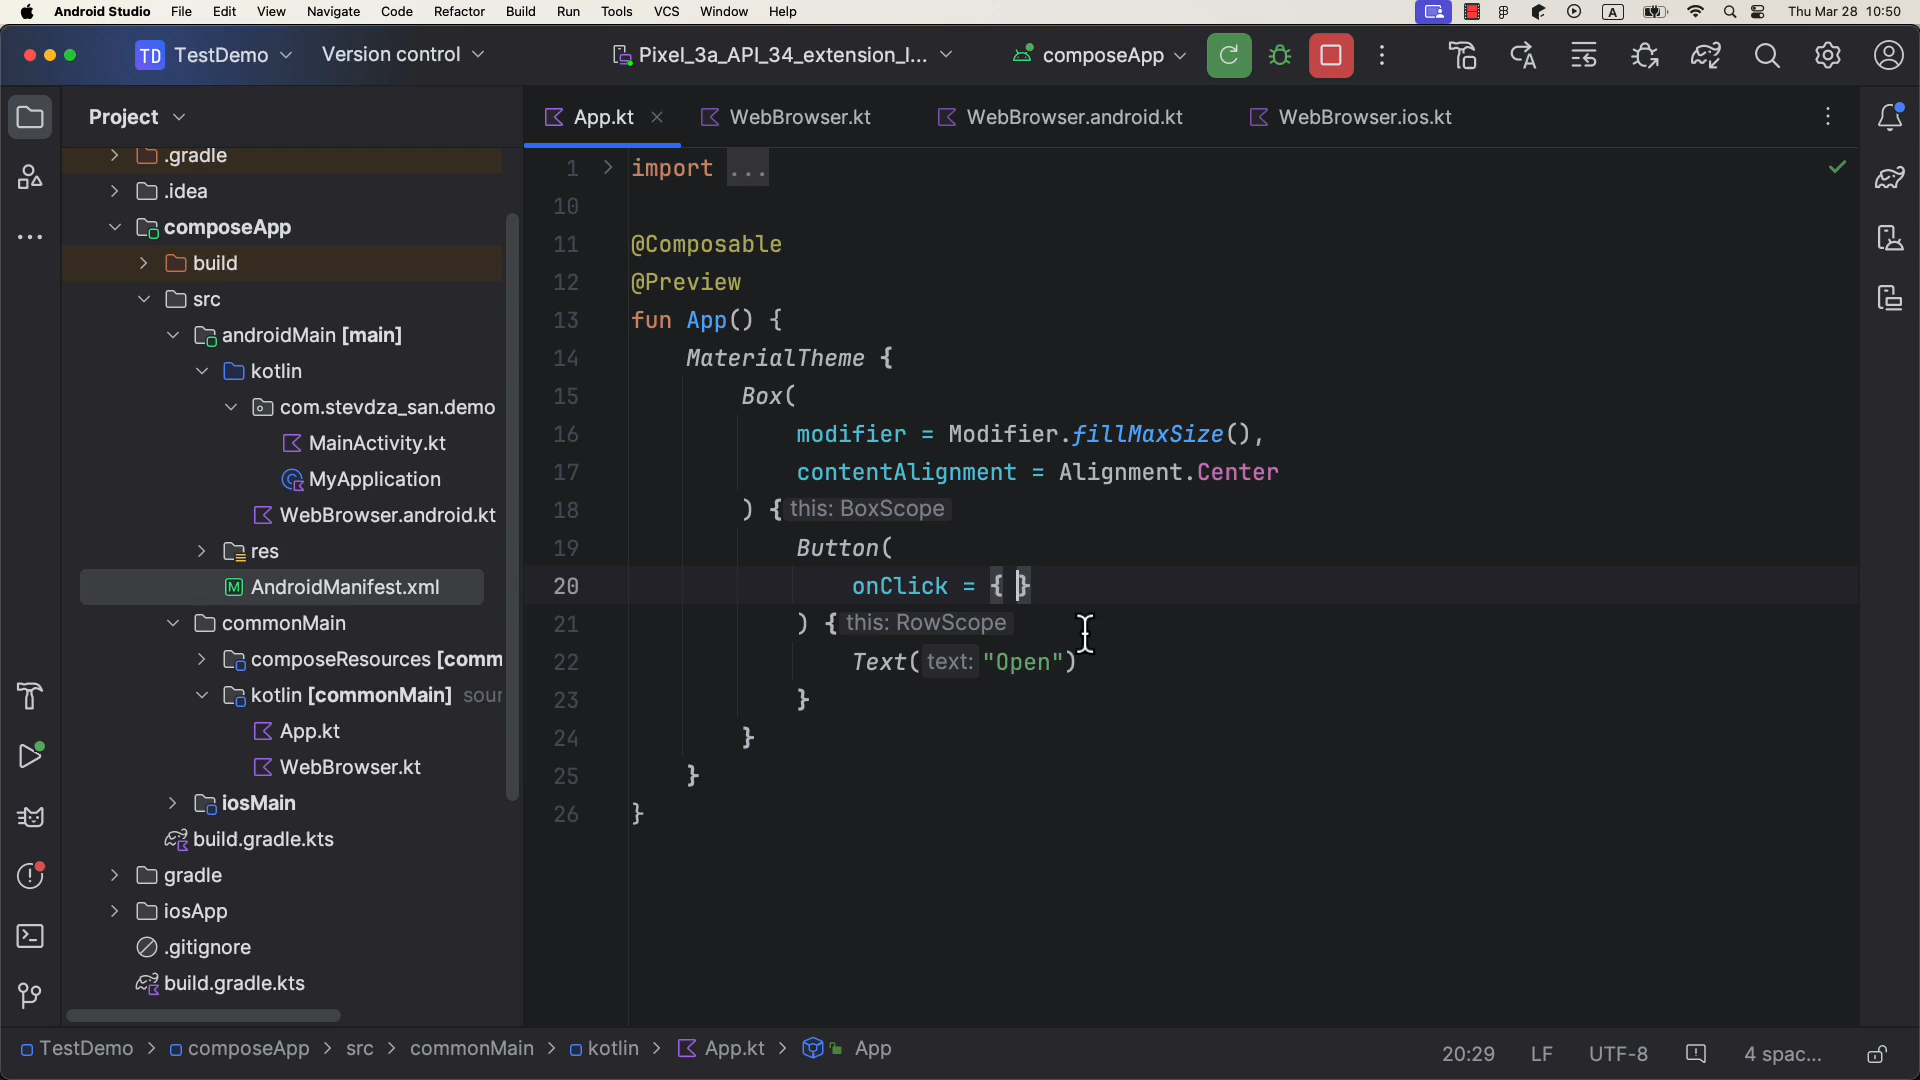 Android Studio File Edit View Navigate Code Refactor Build Run Tools VCS Window Help A Thu Mar 28 10:50
TD TestDemo Version control Pixel_3a_API_34_extension_l... composeApp
Project App.kt WebBrowser.kt WebBrowser.android.kt WebBrowser.ios.kt
.gradle
.idea
composeApp
build
src
androidMain [main]
kotlin
com.stevdza_san.demo
MainActivity.kt
MyApplication
WebBrowser.android.kt
res
M AndroidManifest.xml
commonMain
composeResources [comm
kotlin [commonMain] sour
App.kt
WebBrowser.kt
iosMain
build.gradle.kts
gradle
iosApp
.gitignore
build.gradle.kts
1 import ...
10
11 @Composable
12 @Preview
13 fun App() {
14 MaterialTheme {
15 Box(
16 modifier = Modifier.fillMaxSize(),
17 contentAlignment = Alignment.Center
18 ) { this: BoxScope
19 Button(
20 onClick = { }
21 ) { this: RowScope
22 Text( text: "Open")
23 }
24 }
25 }
26 }
TestDemo > composeApp > src > commonMain > kotlin > App.kt > App 20:29 LF UTF-8 4 spac...